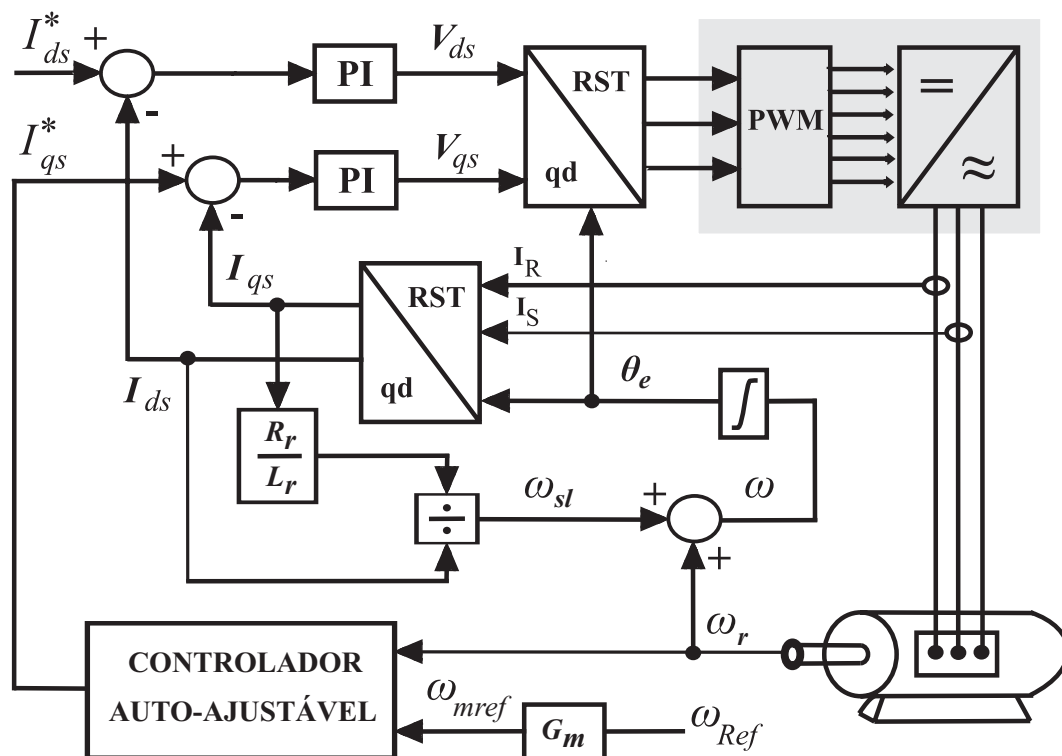 I*ds +
PI
Vds
RST
qd
PWM
=
≈
-
I*qs
+
PI
Vqs
-
Iqs
RST
qd
IR
IS
Ids
θe
∫
Rr
Lr
÷
ωsl
+
ω
+
ωr
CONTROLADOR
AUTO-AJUSTÁVEL
ωmref
Gm
ωRef